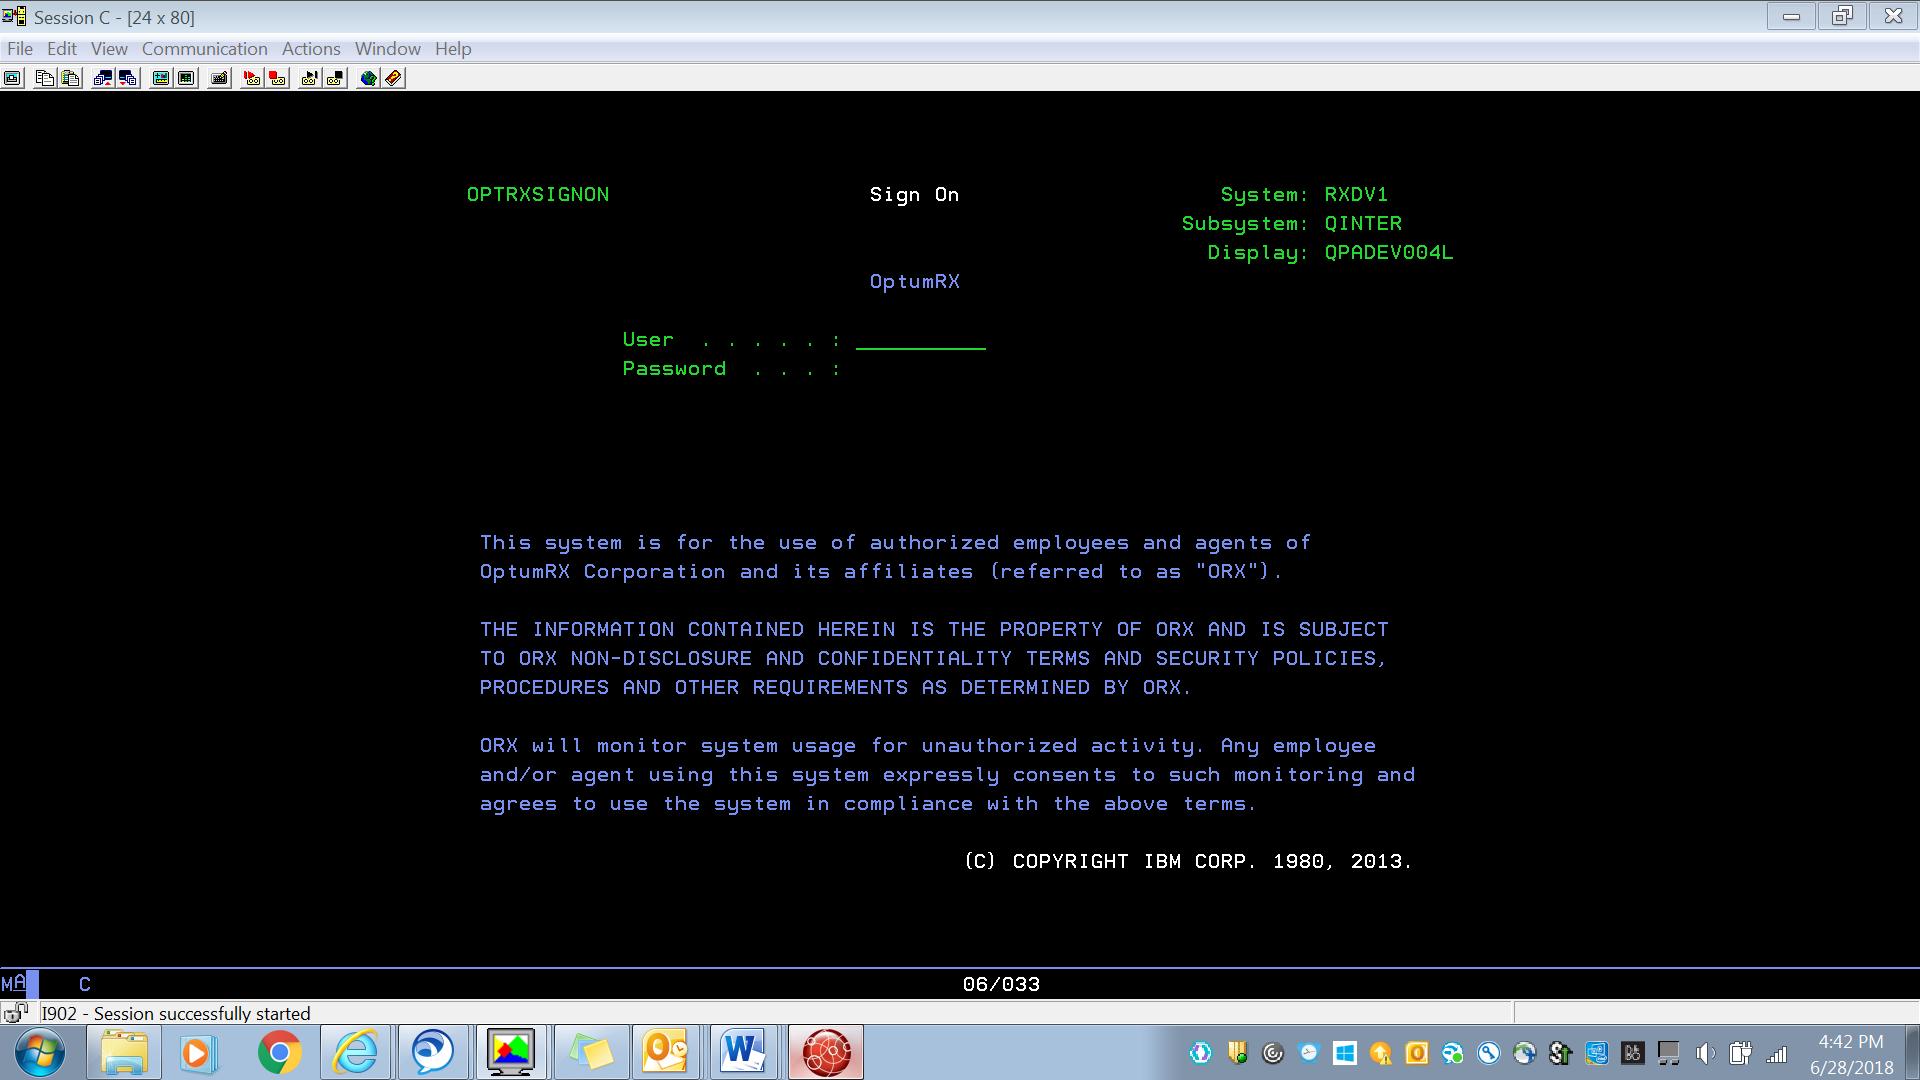 Session C - [24 x 80]
File Edit View Communication Actions Window Help
OPTRXSIGNON Sign On System: RXDV1
Subsystem: QINTER
Display: QPADEV004L
OptumRX
User . . . . . :
Password . . . :
This system is for the use of authorized employees and agents of
OptumRX Corporation and its affiliates (referred to as "ORX").
THE INFORMATION CONTAINED HEREIN IS THE PROPERTY OF ORX AND IS SUBJECT
TO ORX NON-DISCLOSURE AND CONFIDENTIALITY TERMS AND SECURITY POLICIES,
PROCEDURES AND OTHER REQUIREMENTS AS DETERMINED BY ORX.
ORX will monitor system usage for unauthorized activity. Any employee
and/or agent using this system expressly consents to such monitoring and
agrees to use the system in compliance with the above terms.
(C) COPYRIGHT IBM CORP. 1980, 2013.
MA C 06/033
I902 - Session successfully started
4:42 PM
6/28/2018